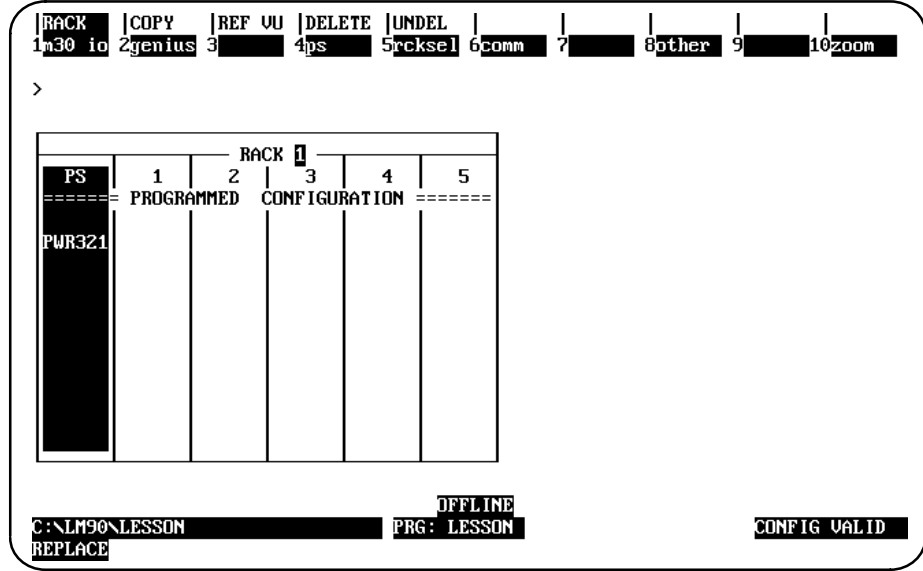 RACK |COPY |REF VU |DELETE |UNDEL | | | | |
1m30 io 2genius 3 4ps 5rcksel 6comm 7 8other 9 10zoom
>
RACK 1
PS 1 2 3 4 5
======= PROGRAMMED CONFIGURATION =======
PWR321
OFFLINE
C:\LM90\LESSON PRG: LESSON CONFIG VALID
REPLACE